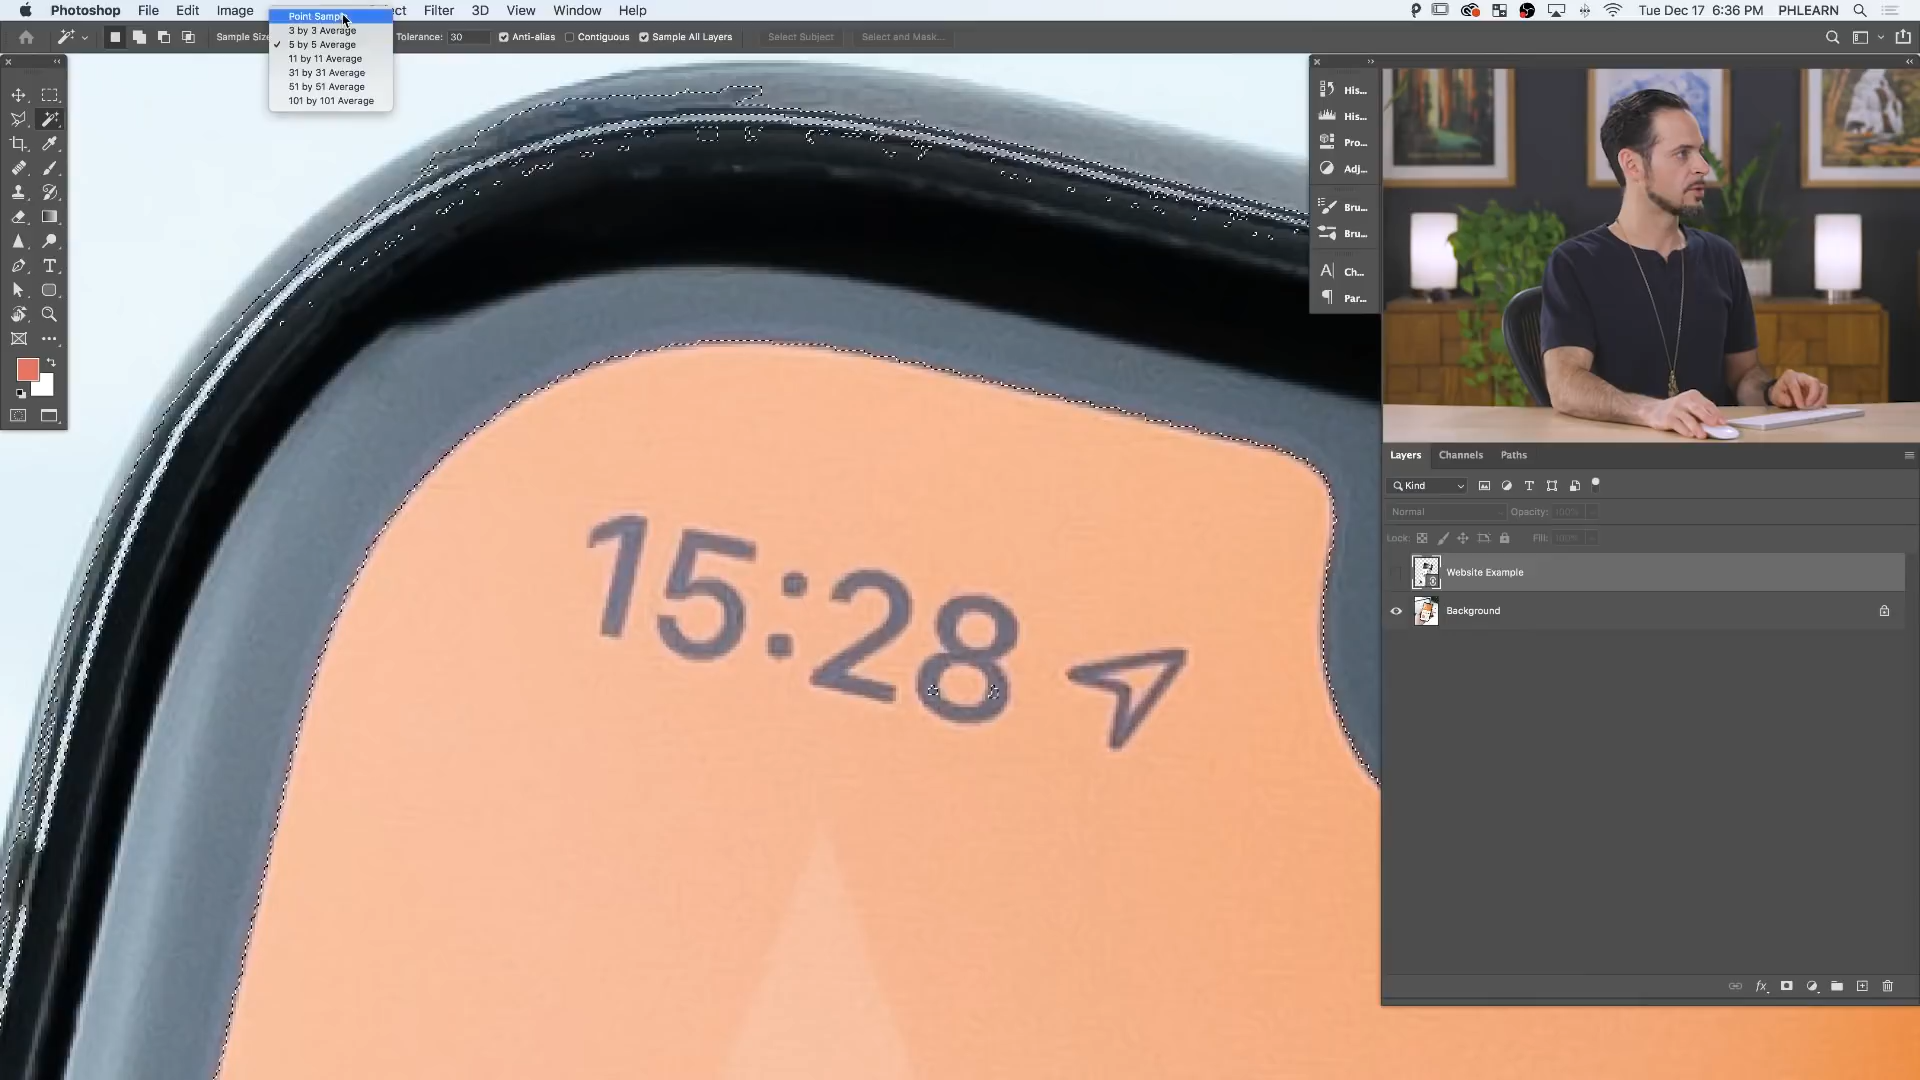 Photoshop File Edit Image Filter 3D View Window Help Tue Dec 17 6:36 PM PHLEARN
Point Sample
3 by 3 Average
✓ 5 by 5 Average
11 by 11 Average
31 by 31 Average
51 by 51 Average
101 by 101 Average
Tolerance: 30 Anti-alias Contiguous Sample All Layers Select Subject Select and Mask...
His...
His...
Pro...
Adj...
Bru...
Bru...
Ch...
Par...
15:28
Layers Channels Paths
Kind
Normal Opacity: 100%
Lock: Fill: 100%
Website Example
Background
fx